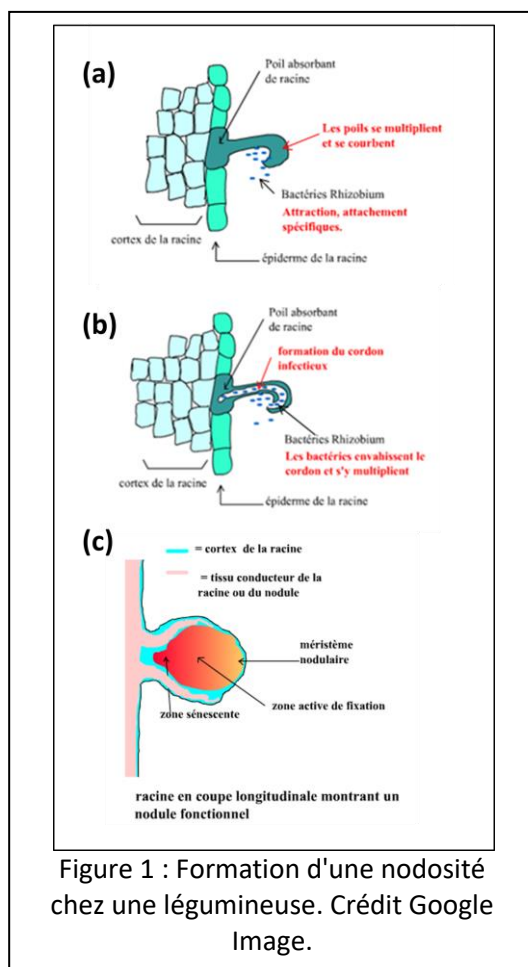 (a)
Poil absorbant
de racine
Les poils se multiplient
et se courbent
Bactéries Rhizobium
Attraction, attachement
spécifiques.
cortex de la racine
épiderme de la racine
(b)
Poil absorbant
de racine
formation du cordon
infectieux
Bactéries Rhizobium
Les bactéries envahissent le
cordon et s'y multiplient
cortex de la racine
épiderme de la racine
(c)
= cortex de la racine
= tissu conducteur de la
racine ou du nodule
méristème
nodulaire
zone active de fixation
zone sénescente
racine en coupe longitudinale montrant un
nodule fonctionnel
Figure 1 : Formation d'une nodosité
chez une légumineuse. Crédit Google
Image.